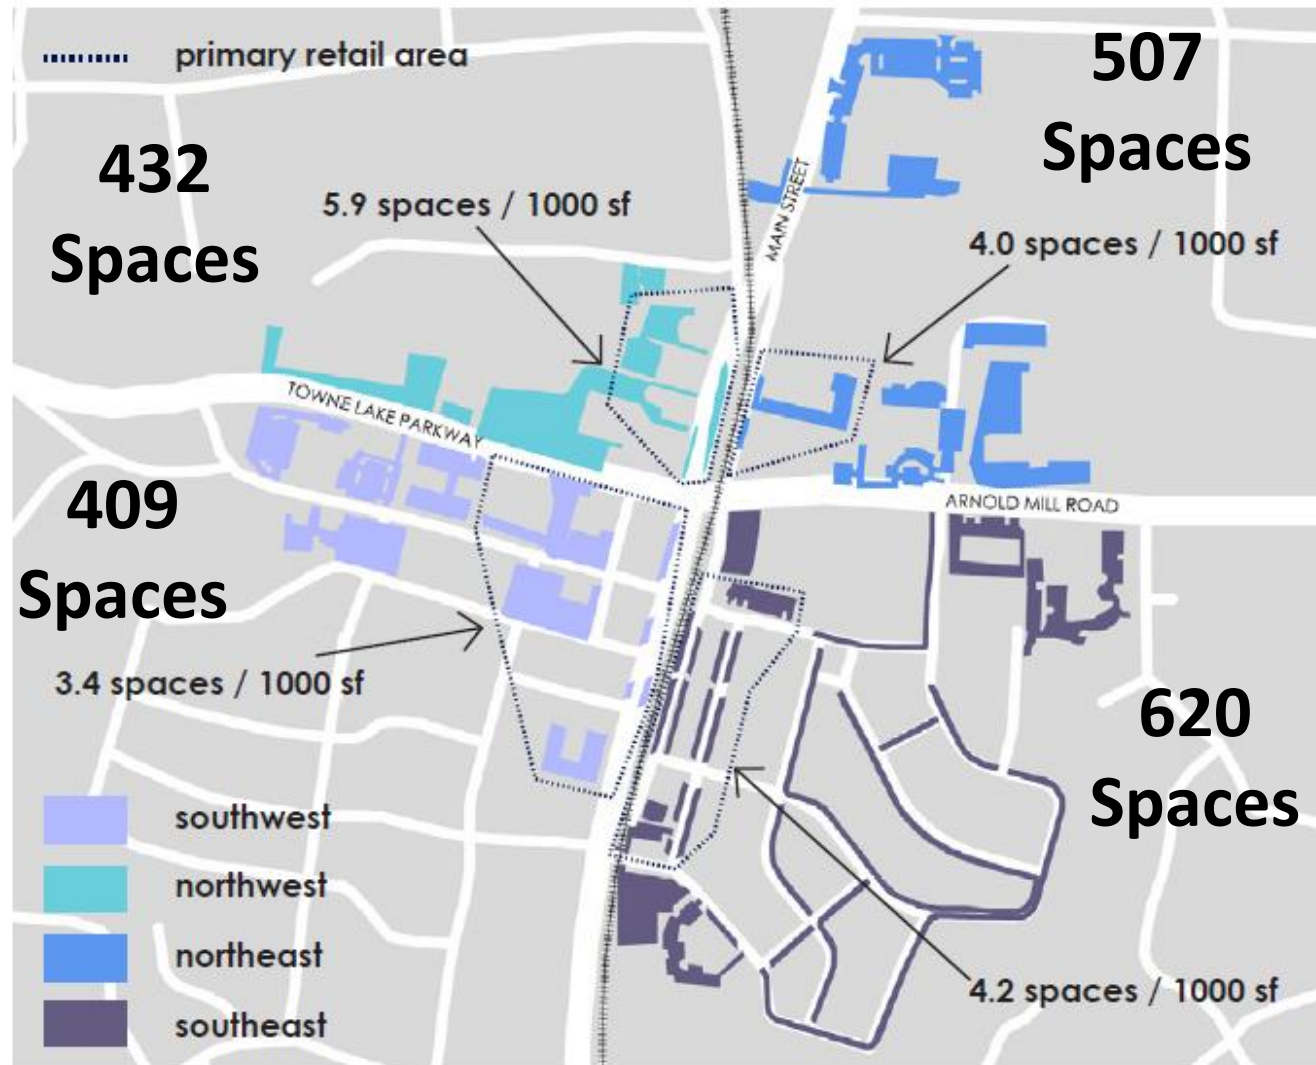 primary retail area
507
Spaces
432
Spaces
5.9 spaces / 1000 sf
MAIN STREET
4.0 spaces / 1000 sf
TOWNE LAKE PARKWAY
409
Spaces
ARNOLD MILL ROAD
3.4 spaces / 1000 sf
620
Spaces
southwest
northwest
northeast
southeast
4.2 spaces / 1000 sf